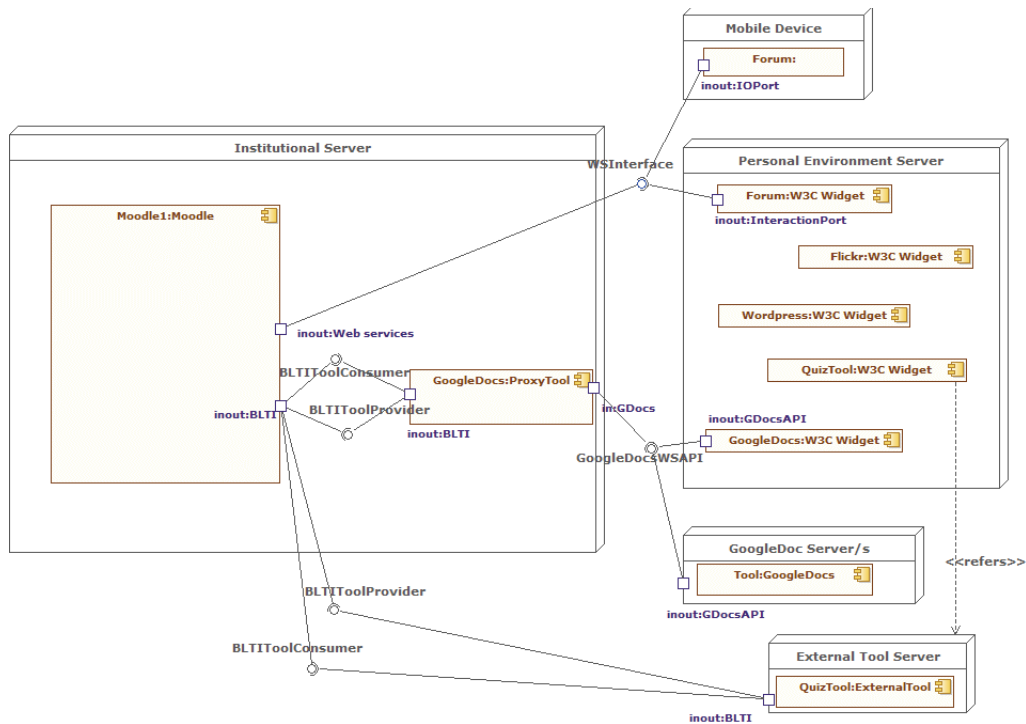 Mobile Device
Forum:
inout:IOPort
Institutional Server
WSInterface
Personal Environment Server
Moodle1:Moodle
Forum:W3C Widget
inout:InteractionPort
Flickr:W3C Widget
Wordpress:W3C Widget
inout:Web services
BLTIToolConsumer
GoogleDocs:ProxyTool
QuizTool:W3C Widget
BLTIToolProvider
inout:BLTI
in:GDocs
inout:GDocsAPI
inout:BLTI
GoogleDocs:W3C Widget
GoogleDocsWSAPI
GoogleDoc Server/s
<<refers>>
Tool:GoogleDocs
BLTIToolProvider
inout:GDocsAPI
BLTIToolConsumer
External Tool Server
QuizTool:ExternalTool
inout:BLTI